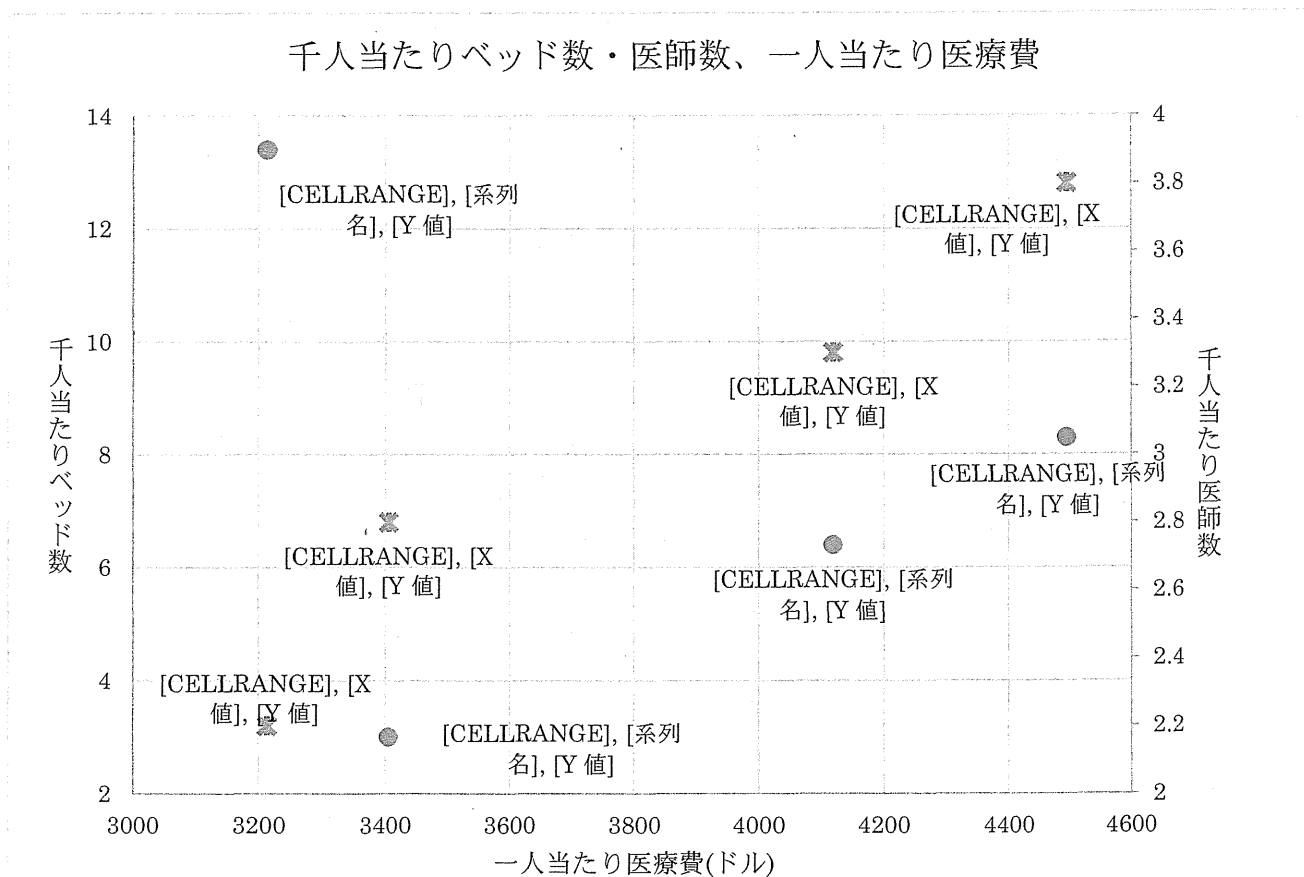 千人当たりベッド数・医師数、一人当たり医療費
14
12
10
8
6
4
2
千人当たりベッド数
4
3.8
3.6
3.4
3.2
3
2.8
2.6
2.4
2.2
2
千人当たり医師数
[CELLRANGE], [系列
名], [Y 値]
[CELLRANGE], [X
値], [Y 値]
[CELLRANGE], [X
値], [Y 値]
[CELLRANGE], [系列
名], [Y 値]
[CELLRANGE], [X
値], [Y 値]
[CELLRANGE], [系列
名], [Y 値]
[CELLRANGE], [X
値], [Y 値]
[CELLRANGE], [系列
名], [Y 値]
3000 3200 3400 3600 3800 4000 4200 4400 4600
一人当たり医療費(ドル)